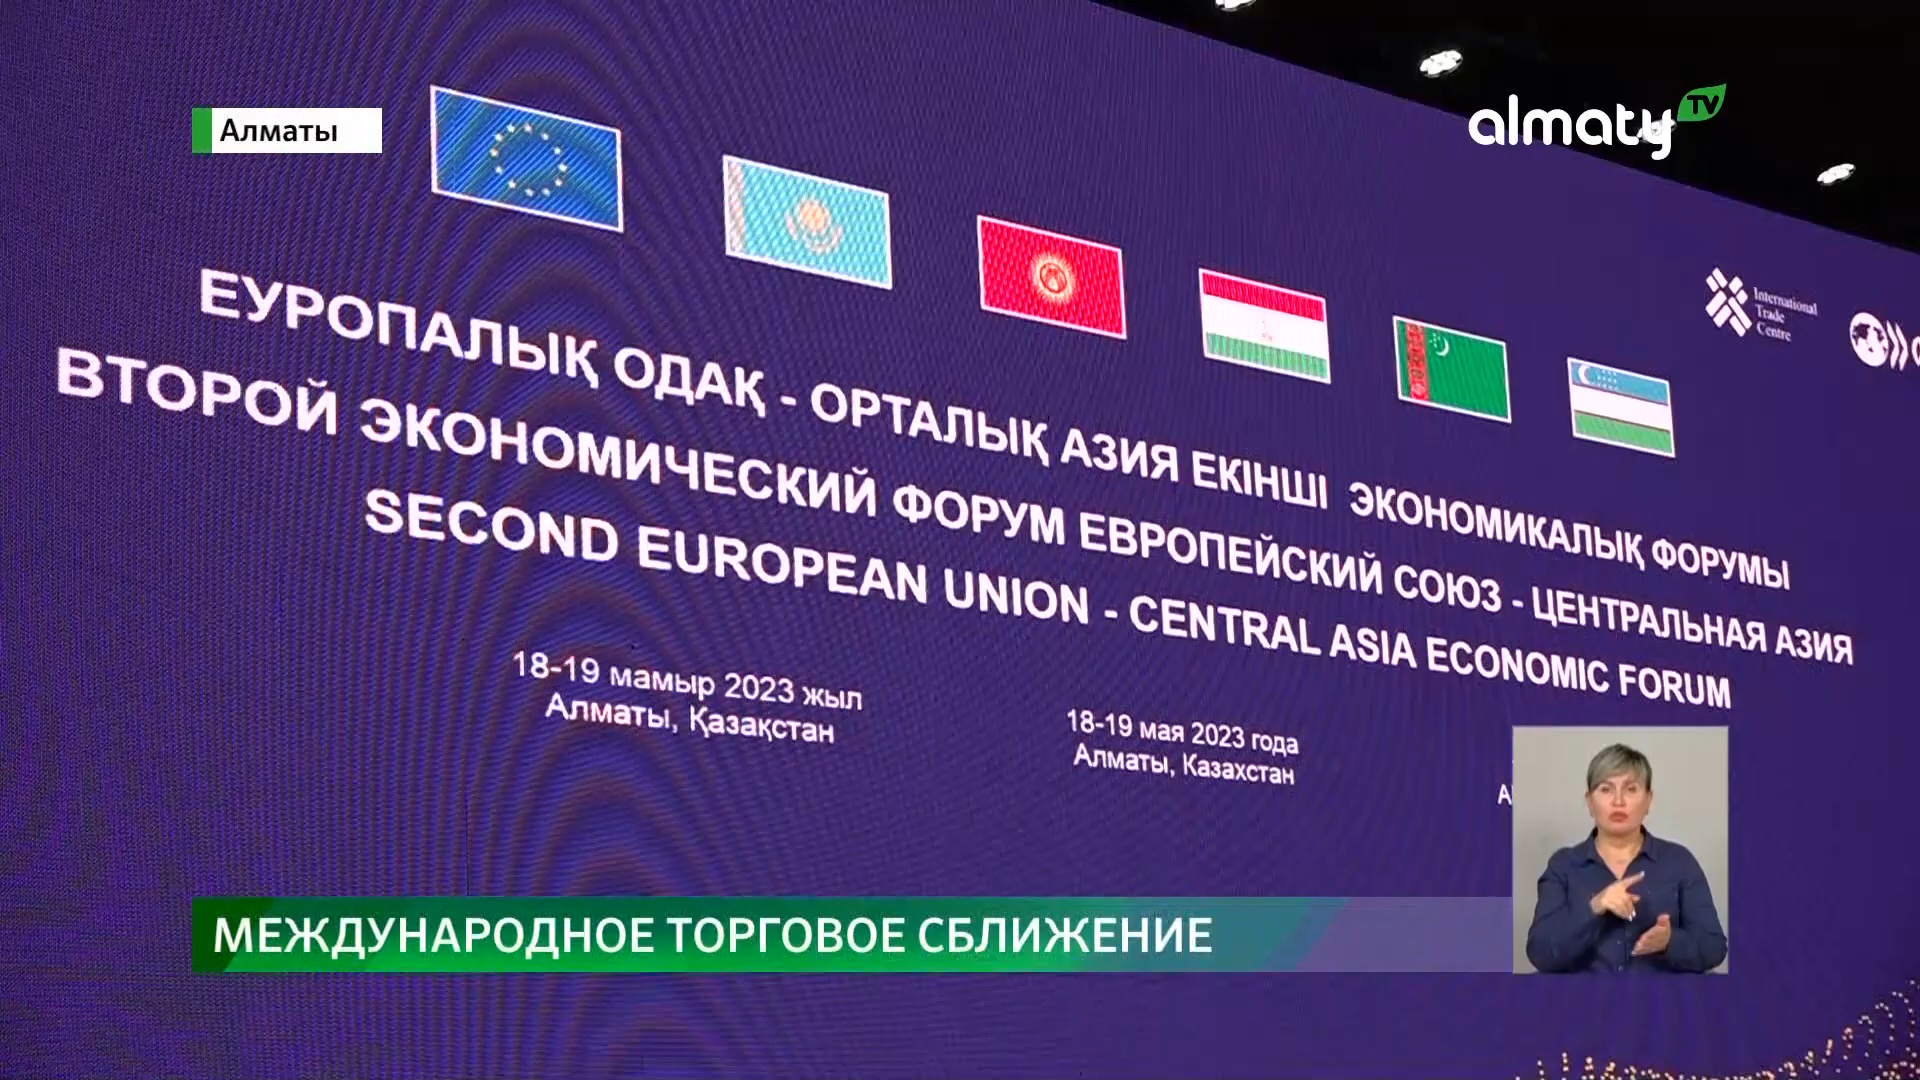 Алматы
almaty TV
International
Trade
Centre
ЕУРОПАЛЫҚ ОДАҚ - ОРТАЛЫҚ АЗИЯ ЕКІНШІ ЭКОНОМИКАЛЫҚ ФОРУМЫ
ВТОРОЙ ЭКОНОМИЧЕСКИЙ ФОРУМ ЕВРОПЕЙСКИЙ СОЮЗ - ЦЕНТРАЛЬНАЯ АЗИЯ
SECOND EUROPEAN UNION - CENTRAL ASIA ECONOMIC FORUM
18-19 мамыр 2023 жыл
Алматы, Қазақстан
18-19 мая 2023 года
Алматы, Казахстан
МЕЖДУНАРОДНОЕ ТОРГОВОЕ СБЛИЖЕНИЕ